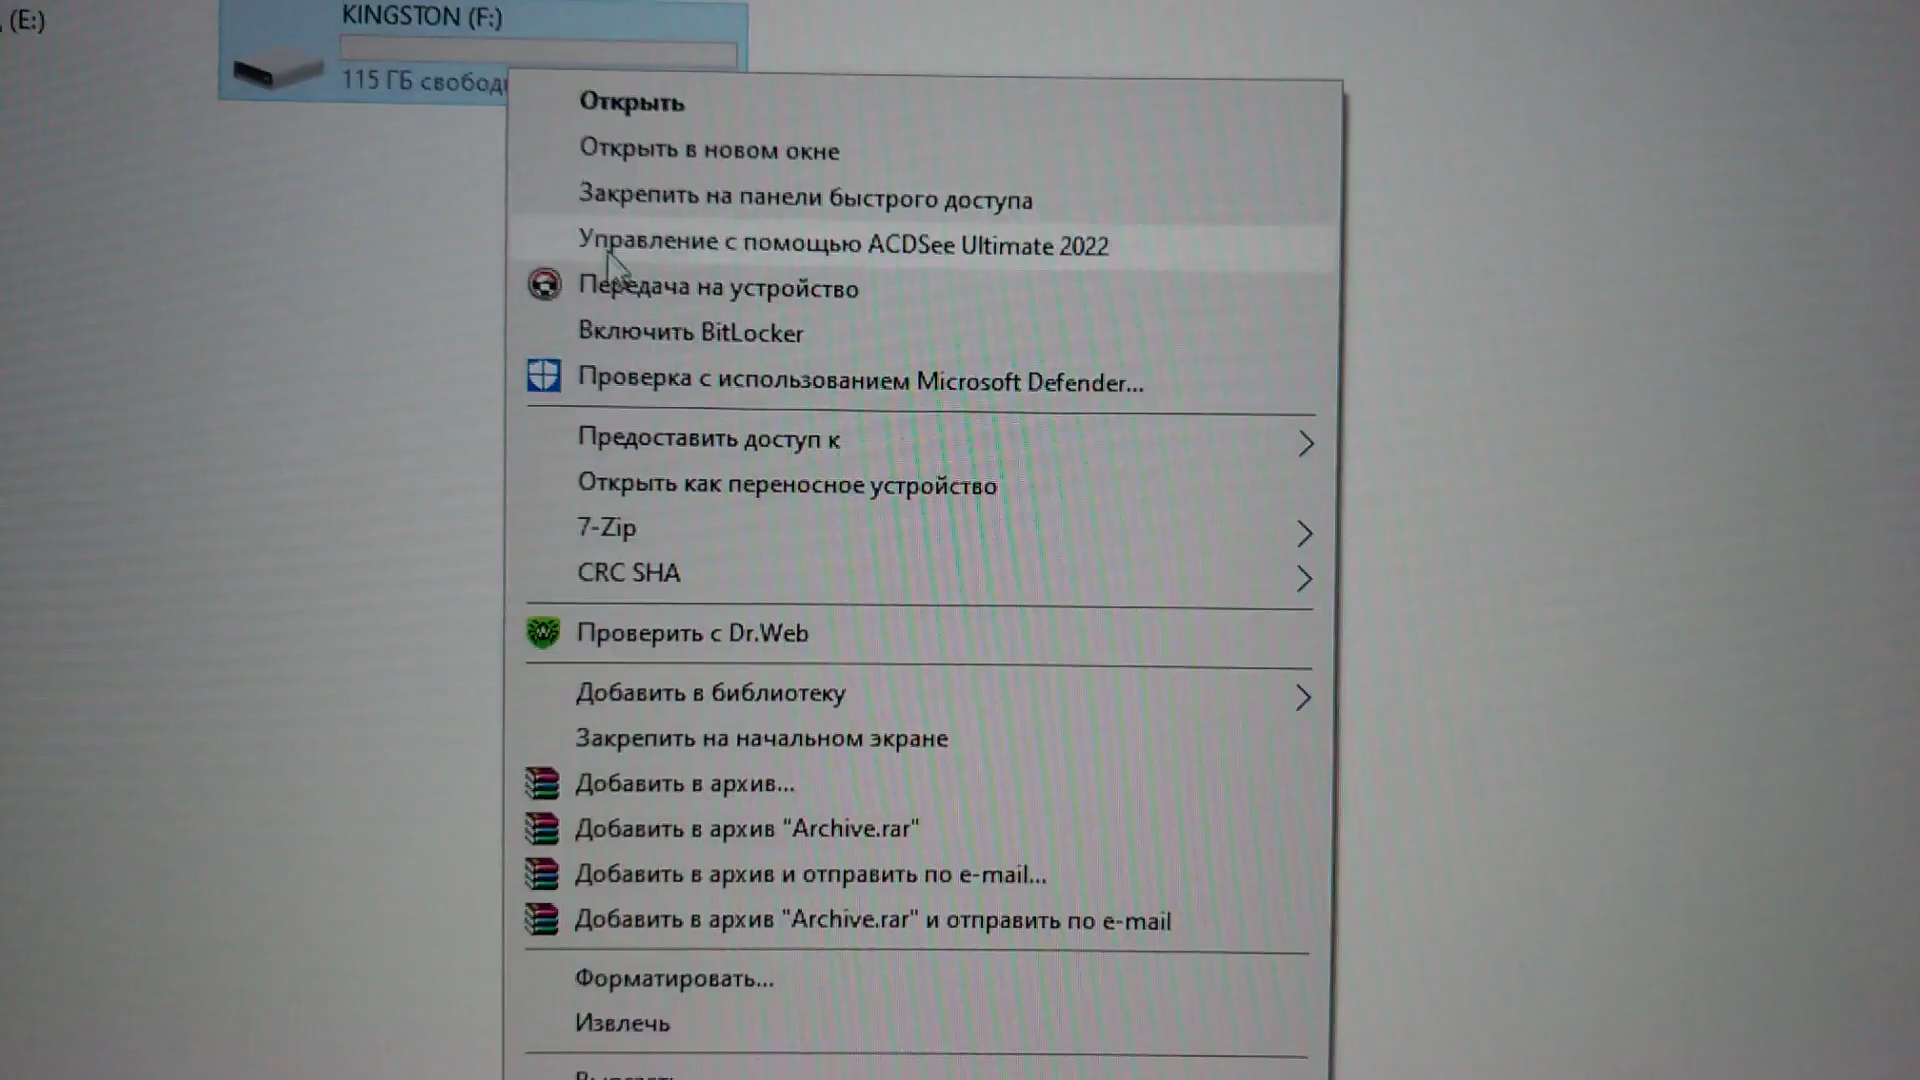 (E:)
KINGSTON (F:)
115 ГБ
Открыть
Открыть в новом окне
Закрепить на панели быстрого доступа
Управление с помощью ACDSee Ultimate 2022
Передача на устройство
Включить BitLocker
Проверка с использованием Microsoft Defender...
Предоставить доступ к
Открыть как переносное устройство
7-Zip
CRC SHA
Проверить с Dr.Web
Добавить в библиотеку
Закрепить на начальном экране
Добавить в архив...
Добавить в архив "Archive.rar"
Добавить в архив и отправить по e-mail...
Добавить в архив "Archive.rar" и отправить по e-mail
Форматировать...
Извлечь